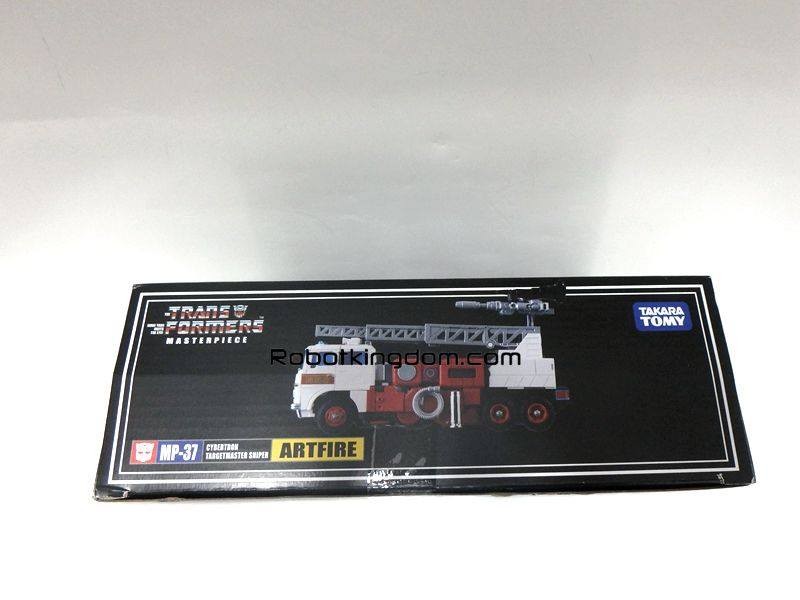 TRANSFORMERS
MASTERPIECE
TAKARA
TOMY
Robotkingdom.com
MP-37
CYBERTRON
TARGETMASTER SNIPER
ARTFIRE